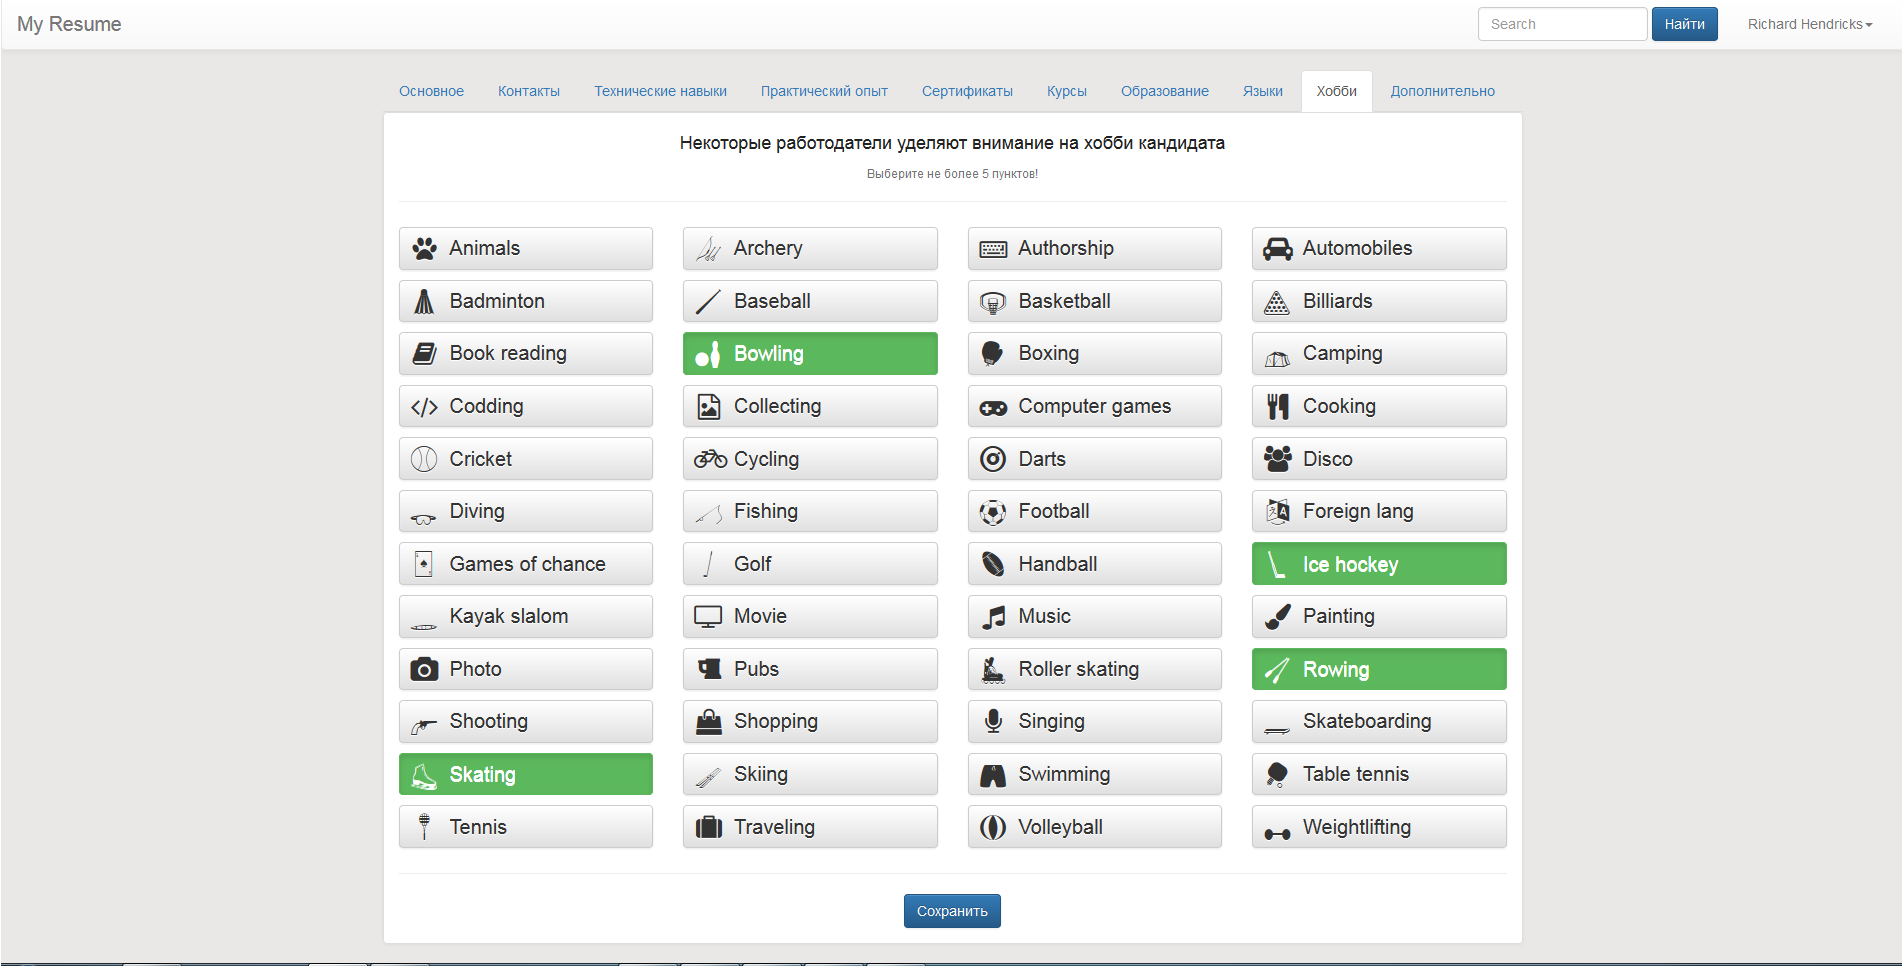 My Resume
Search
Найти
Richard Hendricks
Основное
Контакты
Технические навыки
Практический опыт
Сертификаты
Курсы
Образование
Языки
Хобби
Дополнительно
Некоторые работодатели уделяют внимание на хобби кандидата
Выберите не более 5 пунктов!
Animals
Archery
Authorship
Automobiles
Badminton
Baseball
Basketball
Billiards
Book reading
Bowling
Boxing
Camping
Codding
Collecting
Computer games
Cooking
Cricket
Cycling
Darts
Disco
Diving
Fishing
Football
Foreign lang
Games of chance
Golf
Handball
Ice hockey
Kayak slalom
Movie
Music
Painting
Photo
Pubs
Roller skating
Rowing
Shooting
Shopping
Singing
Skateboarding
Skating
Skiing
Swimming
Table tennis
Tennis
Traveling
Volleyball
Weightlifting
Сохранить